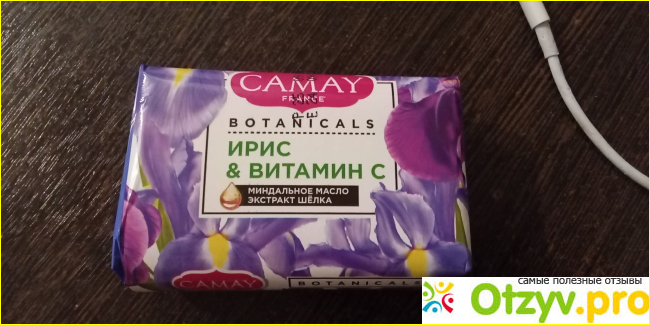 CAMAY
FRANCE
BOTANICALS
ИРИС
& ВИТАМИН C
МИНДАЛЬНОЕ МАСЛО
ЭКСТРАКТ ШЁЛКА
CAMAY
BOTANICALS
самые полезные отзывы
Otzyv.pro